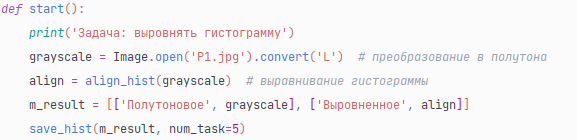 def start():
    print('Задача: выровнять гистограмму')
    grayscale = Image.open('P1.jpg').convert('L')  # преобразование в полутона
    align = align_hist(grayscale)  # выравнивание гистограммы
    m_result = [['Полутоновое', grayscale], ['Выровненное', align]]
    save_hist(m_result, num_task=5)